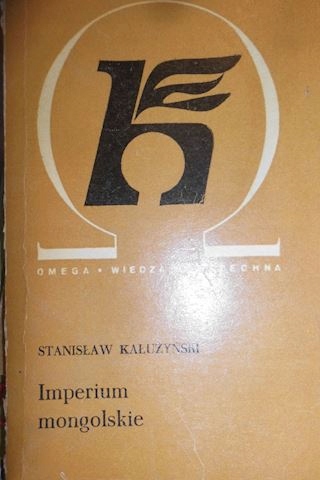 OMEGA • WIEDZA
STANISŁAW KAŁUŻYŃSKI
Imperium
mongolskie